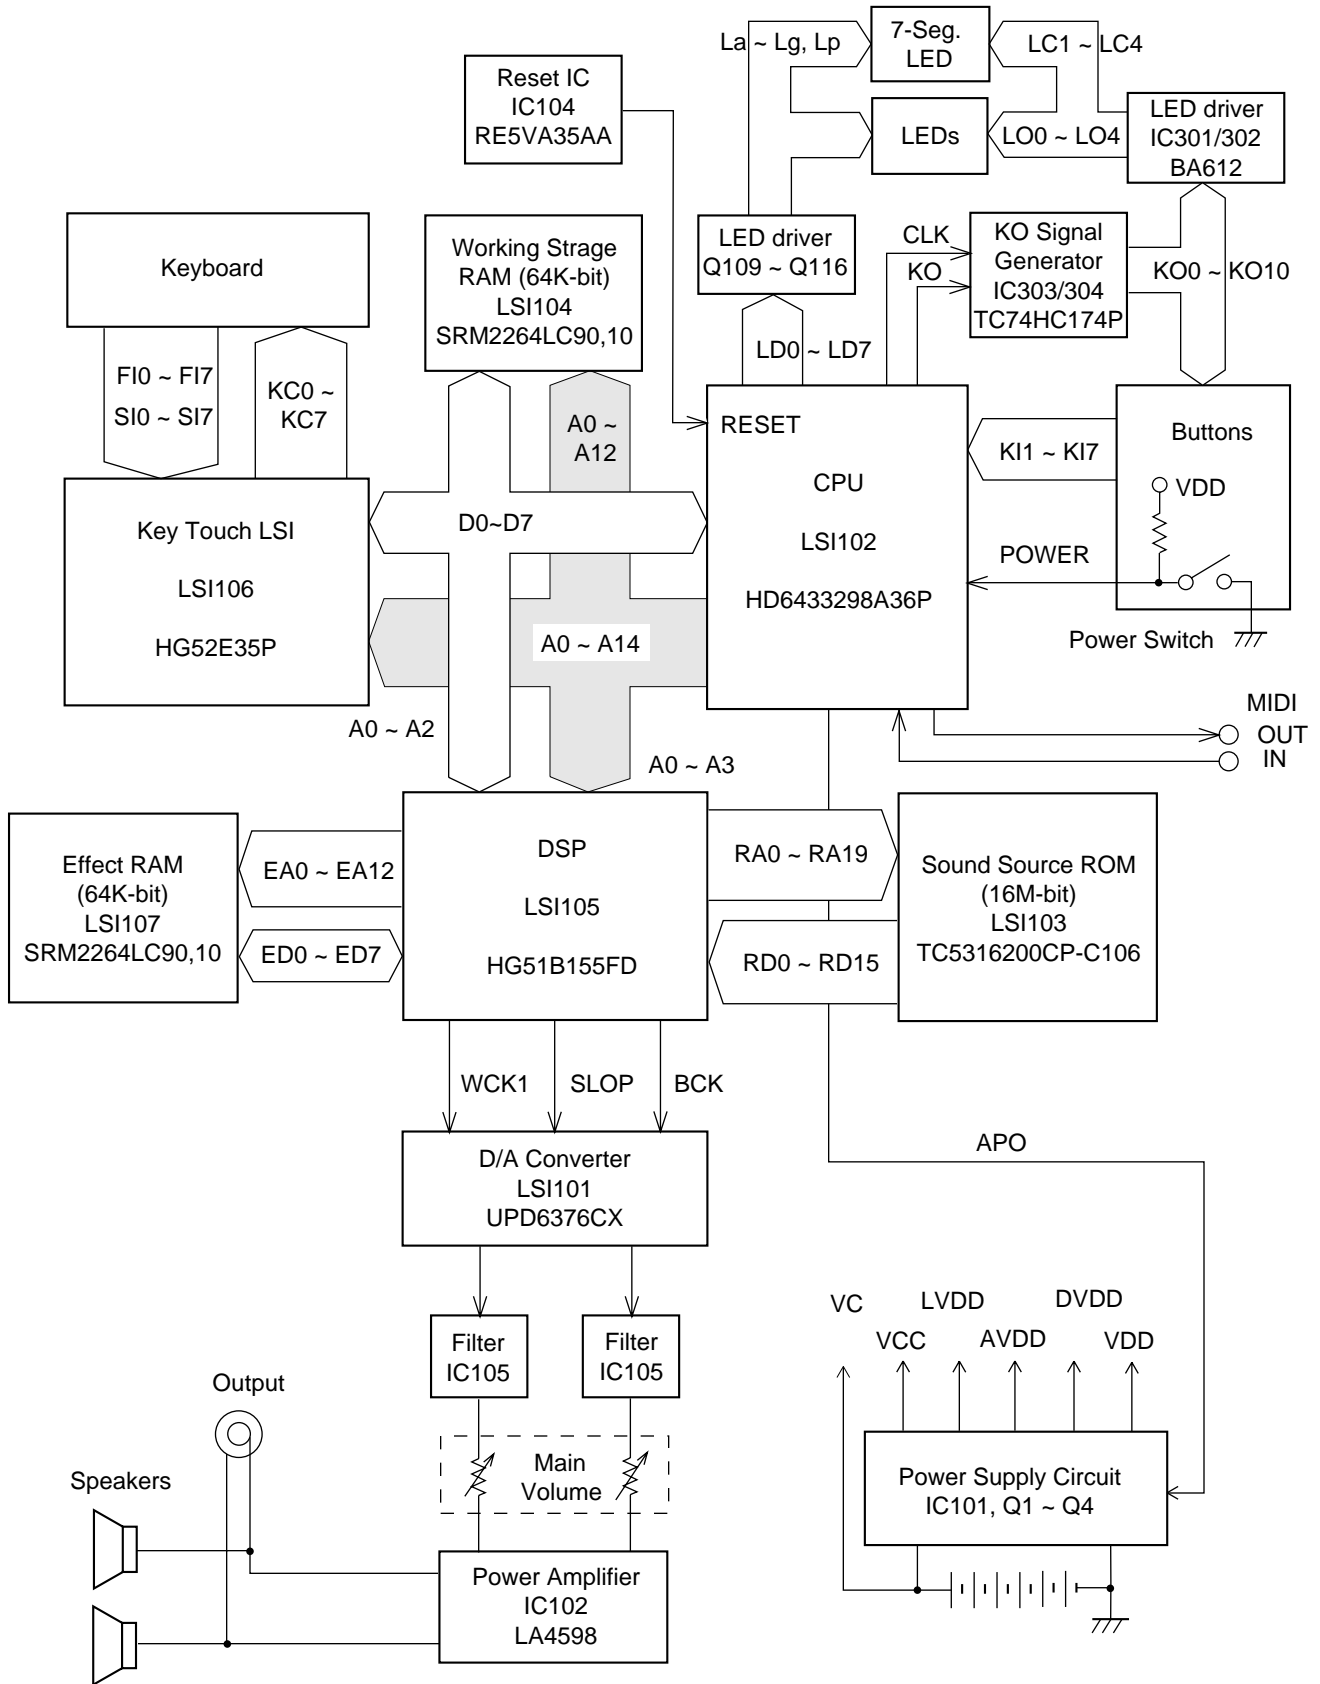 La ~ Lg, Lp
7-Seg.
LED
LC1 ~ LC4
Reset IC
IC104
RE5VA35AA
LEDs
LO0 ~ LO4
LED driver
IC301/302
BA612
Keyboard
Working Strage
RAM (64K-bit)
LSI104
SRM2264LC90,10
LED driver
Q109 ~ Q116
CLK
KO
KO Signal
Generator
IC303/304
TC74HC174P
KO0 ~ KO10
FI0 ~ FI7
SI0 ~ SI7
KC0 ~
KC7
LD0 ~ LD7
A0 ~
A12
RESET
CPU
LSI102
HD6433298A36P
KI1 ~ KI7
Buttons
VDD
POWER
Power Switch
Key Touch LSI
LSI106
HG52E35P
D0~D7
A0 ~ A14
A0 ~ A2
A0 ~ A3
MIDI
OUT
IN
Effect RAM
(64K-bit)
LSI107
SRM2264LC90,10
EA0 ~ EA12
ED0 ~ ED7
DSP
LSI105
HG51B155FD
RA0 ~ RA19
RD0 ~ RD15
Sound Source ROM
(16M-bit)
LSI103
TC5316200CP-C106
WCK1
SLOP
BCK
APO
D/A Converter
LSI101
UPD6376CX
VC
LVDD
DVDD
VCC
AVDD
VDD
Filter
IC105
Filter
IC105
Output
Main
Volume
Speakers
Power Supply Circuit
IC101, Q1 ~ Q4
Power Amplifier
IC102
LA4598